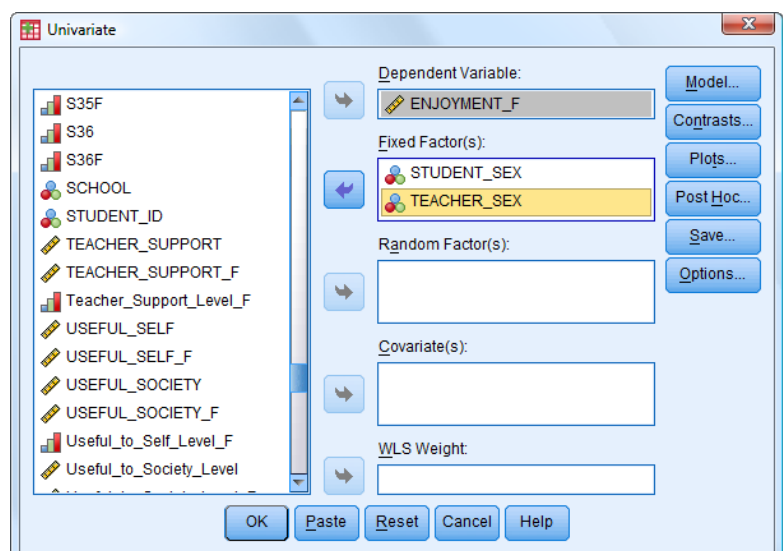 Univariate
S35F
S36
S36F
SCHOOL
STUDENT_ID
TEACHER_SUPPORT
TEACHER_SUPPORT_F
Teacher_Support_Level_F
USEFUL_SELF
USEFUL_SELF_F
USEFUL_SOCIETY
USEFUL_SOCIETY_F
Useful_to_Self_Level_F
Useful_to_Society_Level
Dependent Variable:
ENJOYMENT_F
Fixed Factor(s):
STUDENT_SEX
TEACHER_SEX
Random Factor(s):
Covariate(s):
WLS Weight:
Model...
Contrasts...
Plots...
Post Hoc...
Save...
Options...
OK
Paste
Reset
Cancel
Help